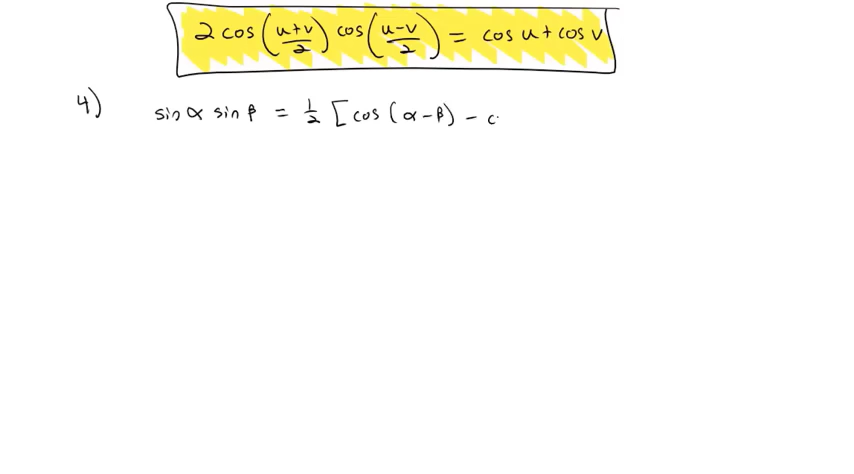 2 cos(u+v/2) cos(u-v/2) = cos u + cos v
4) sin α sin β = 1/2 [cos(α-β) - c